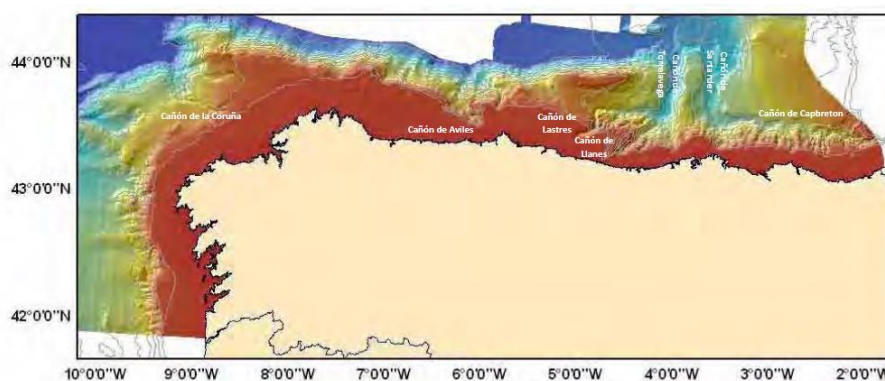 44°0'0"N
43°0'0"N
42°0'0"N
Cañón de la Coruña
Cañón de Aviles
Cañón de
Lastres
Cañón de
Llanes
Cañón de
Torrelavega
Cañón de
Santander
Cañón de Capbreton
10°0'0"W
9°0'0"W
8°0'0"W
7°0'0"W
6°0'0"W
5°0'0"W
4°0'0"W
3°0'0"W
2°0'0"W